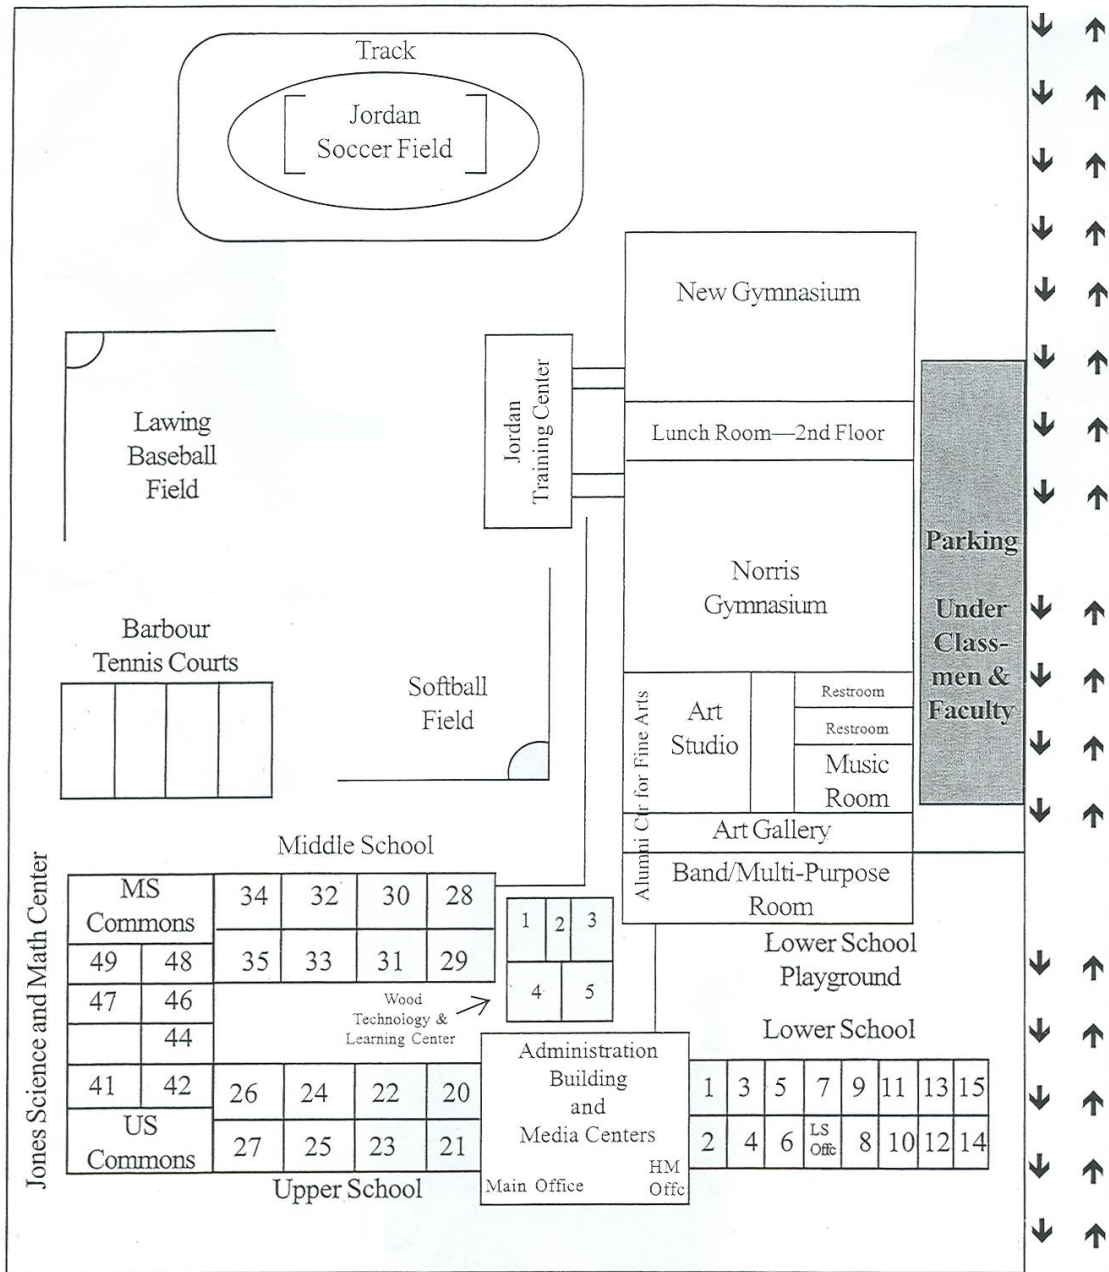 Track
Jordan
Soccer Field
New Gymnasium
Jordan
Training Center
Lunch Room—2nd Floor
Lawing
Baseball
Field
Norris
Gymnasium
Parking
Under
Class-
men &
Faculty
Barbour
Tennis Courts
Softball
Field
Alumni Ctr for Fine Arts
Art
Studio
Restroom
Restroom
Music
Room
Art Gallery
Band/Multi-Purpose
Room
Middle School
Jones Science and Math Center
MS
Commons
34 32 30 28
49 48 35 33 31 29
47 46
44
41 42
US
Commons
1 2 3
4 5
Wood
Technology &
Learning Center
Lower School
Playground
Lower School
26 24 22 20
27 25 23 21
Upper School
Administration
Building
and
Media Centers
Main Office
HM
Offc
1 3 5 7 9 11 13 15
2 4 6 LS 8 10 12 14
Offc